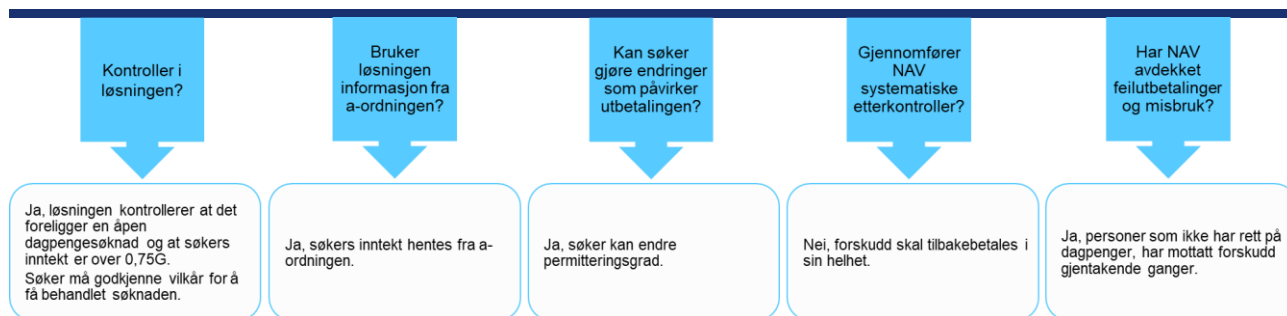 Kontroller i
løsningen?
Bruker
løsningen
informasjon fra
a-ordningen?
Kan søker
gjøre endringer
som påvirker
utbetalingen?
Gjennomfører
NAV
systematiske
etterkontroller?
Har NAV
avdekket
feilutbetalinger
og misbruk?
Ja, løsningen kontrollerer at det
foreligger en åpen
dagpengesøknad og at søkers
inntekt er over 0,75G.
Søker må godkjenne vilkår for å
få behandlet søknaden.
Ja, søkers inntekt hentes fra a-
ordningen.
Ja, søker kan endre
permitteringsgrad.
Nei, forskudd skal tilbakebetales i
sin helhet.
Ja, personer som ikke har rett på
dagpenger, har mottatt forskudd
gjentakende ganger.